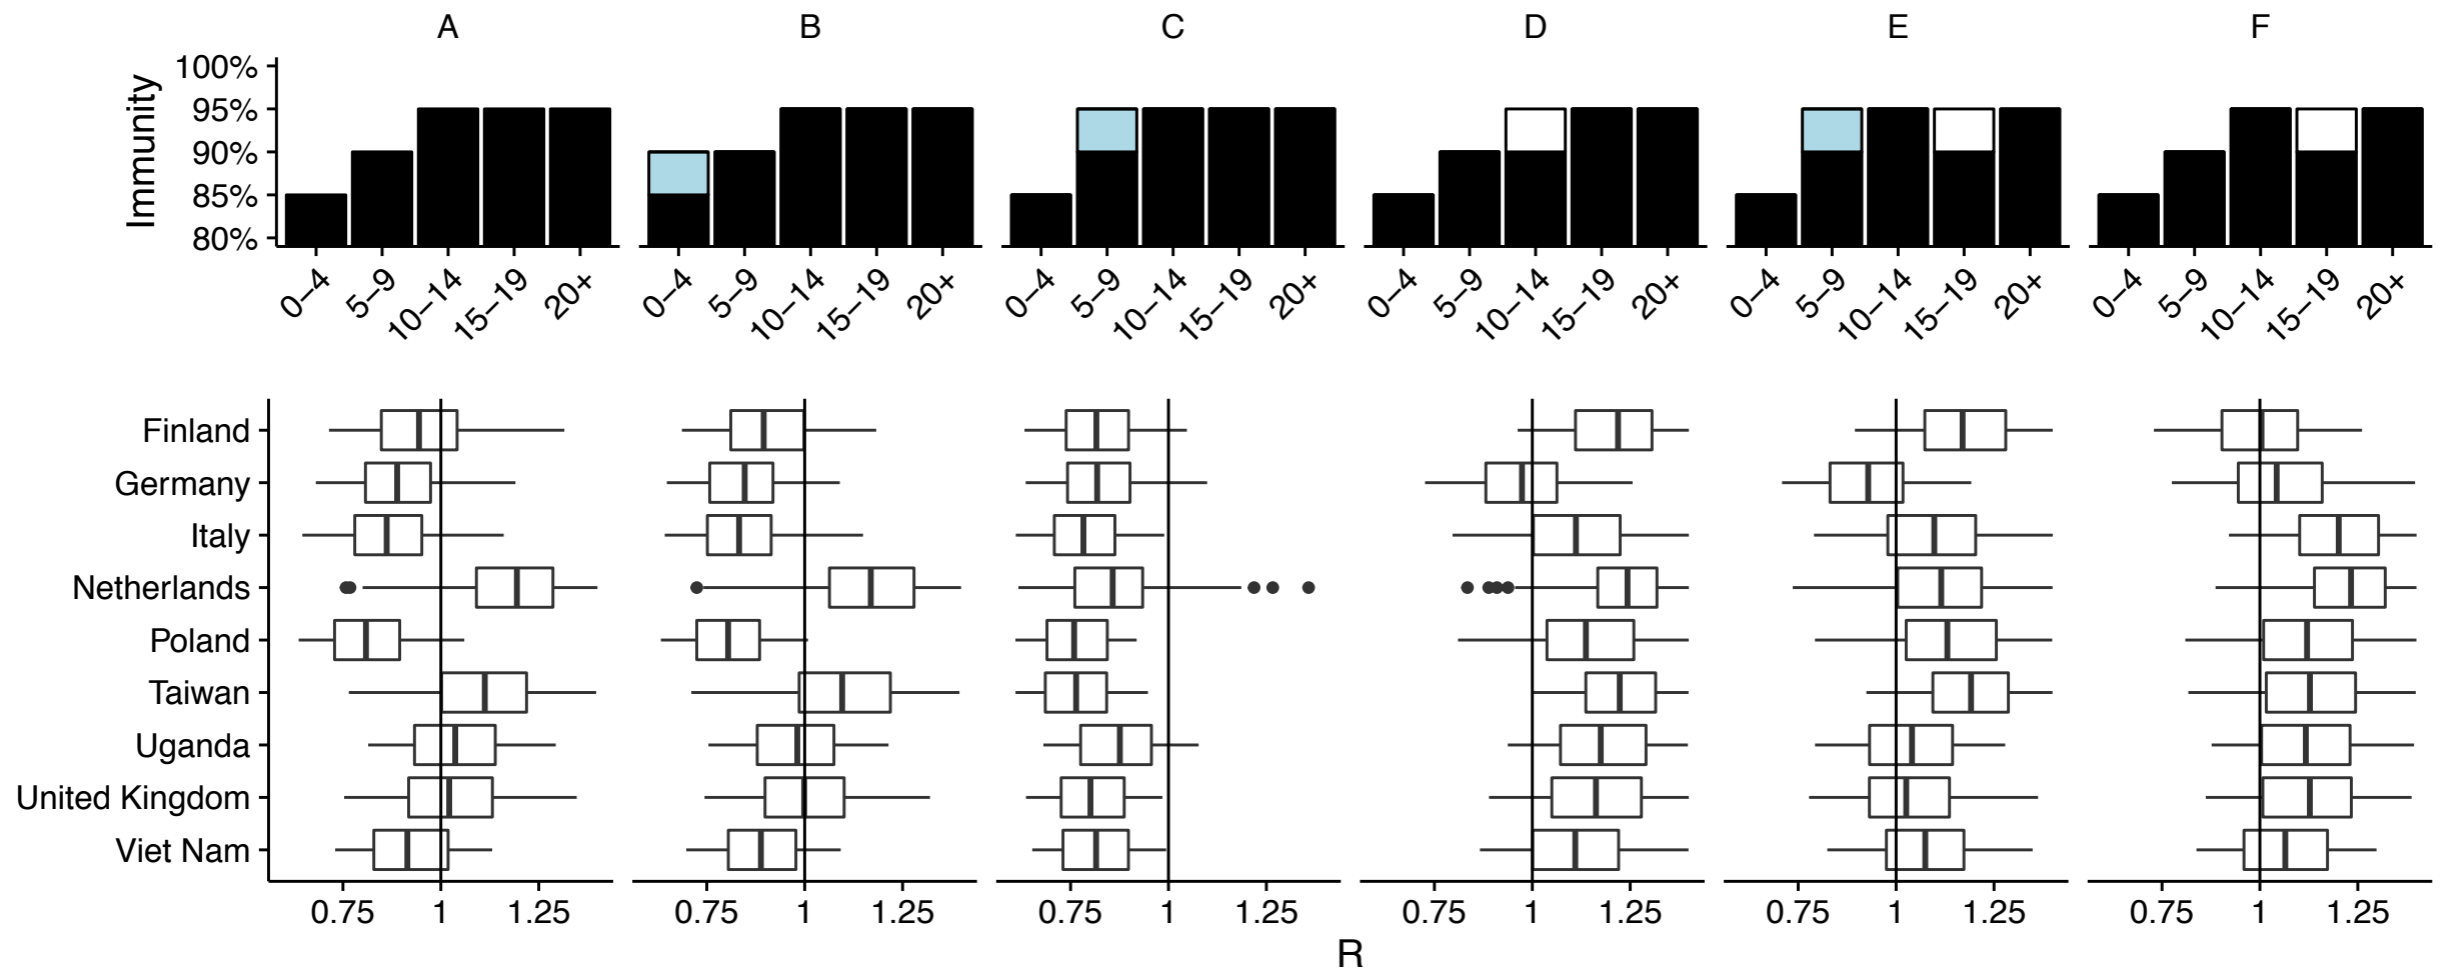 A B C D E F
Immunity
100%
95%
90%
85%
80%
0–4 5–9 10–14 15–19 20+ 0–4 5–9 10–14 15–19 20+ 0–4 5–9 10–14 15–19 20+ 0–4 5–9 10–14 15–19 20+ 0–4 5–9 10–14 15–19 20+ 0–4 5–9 10–14 15–19 20+
Finland
Germany
Italy
Netherlands
Poland
Taiwan
Uganda
United Kingdom
Viet Nam
0.75 1 1.25 0.75 1 1.25 0.75 1 1.25 0.75 1 1.25 0.75 1 1.25 0.75 1 1.25
R